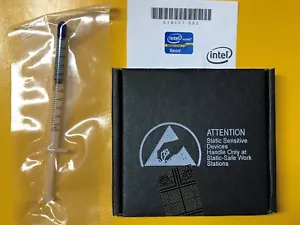 intel
Xeon
intel
ATTENTION
Static Sensitive
Devices
Handle Only at
Static-Safe Work
Stations